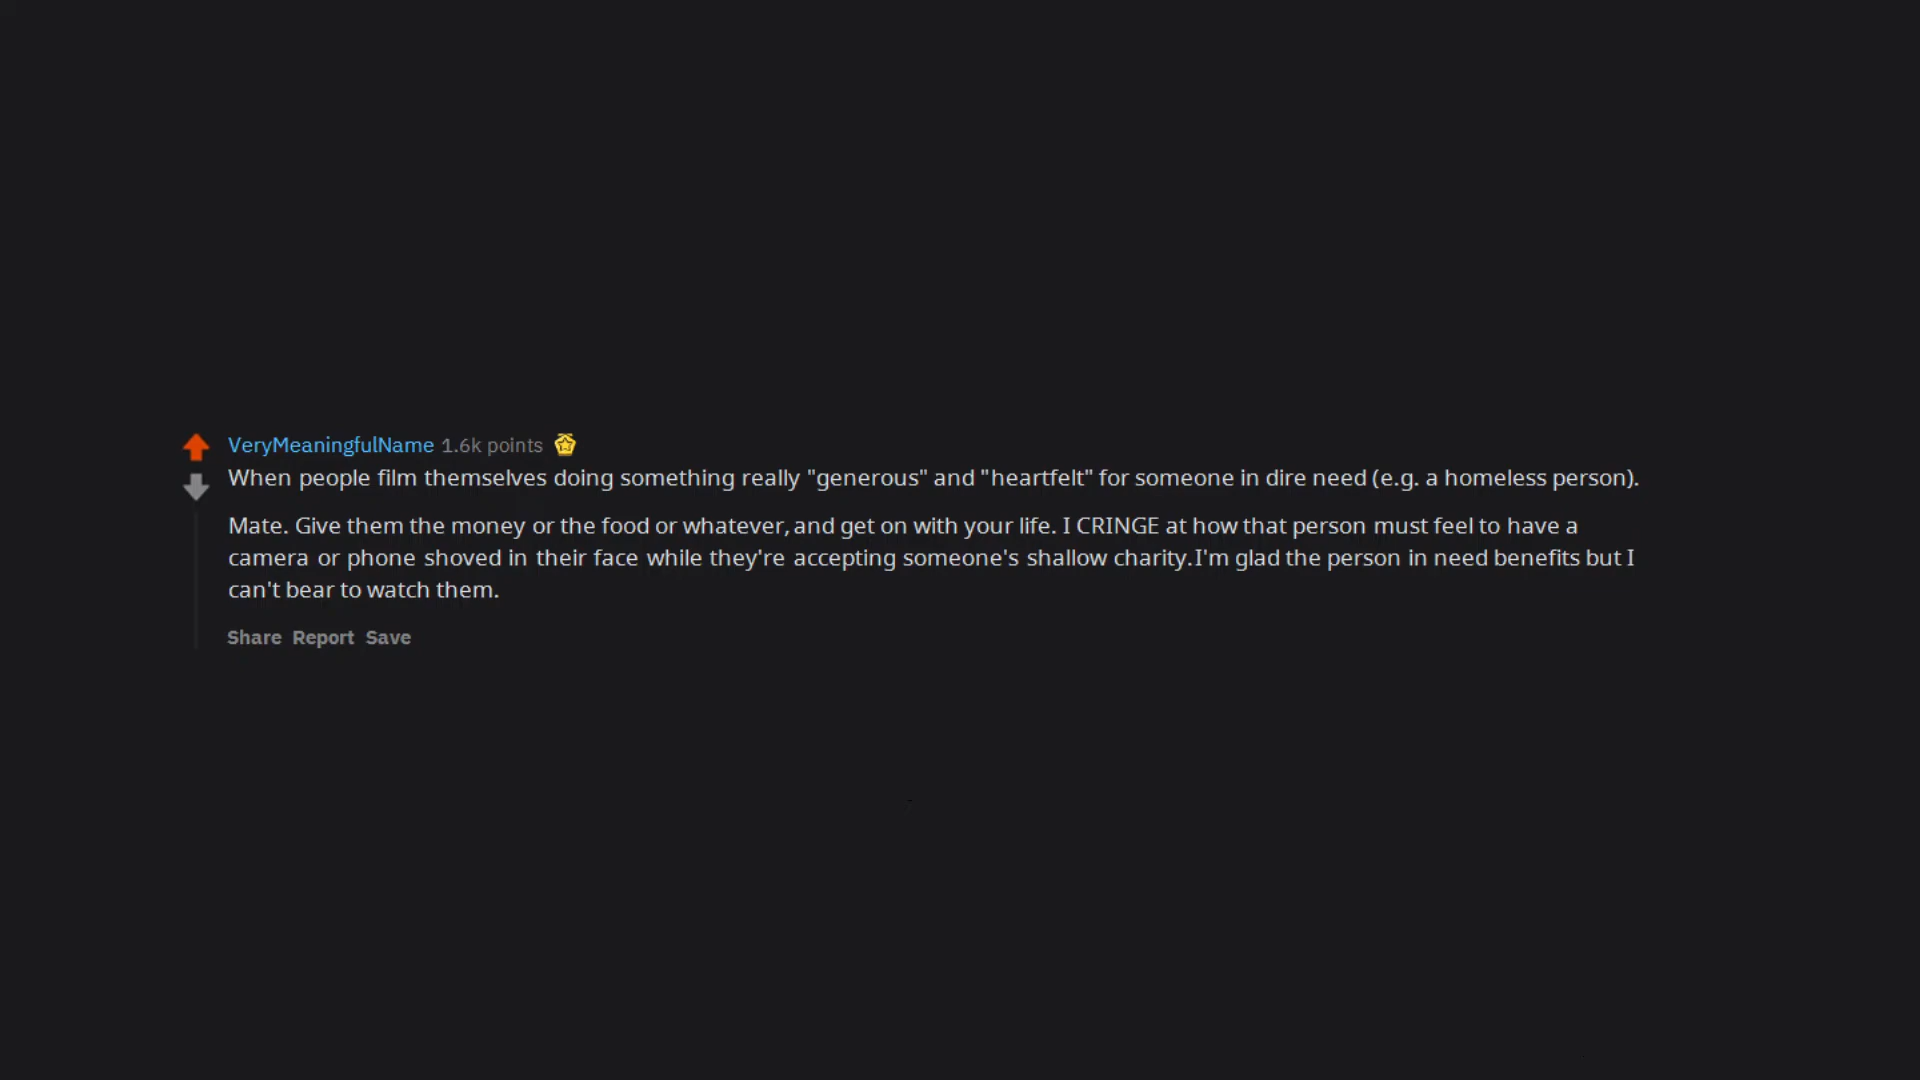 VeryMeaningfulName 1.6k points
When people film themselves doing something really "generous" and "heartfelt" for someone in dire need (e.g. a homeless person).
Mate. Give them the money or the food or whatever, and get on with your life. I CRINGE at how that person must feel to have a
camera or phone shoved in their face while they're accepting someone's shallow charity.I'm glad the person in need benefits but I
can't bear to watch them.
Share Report Save